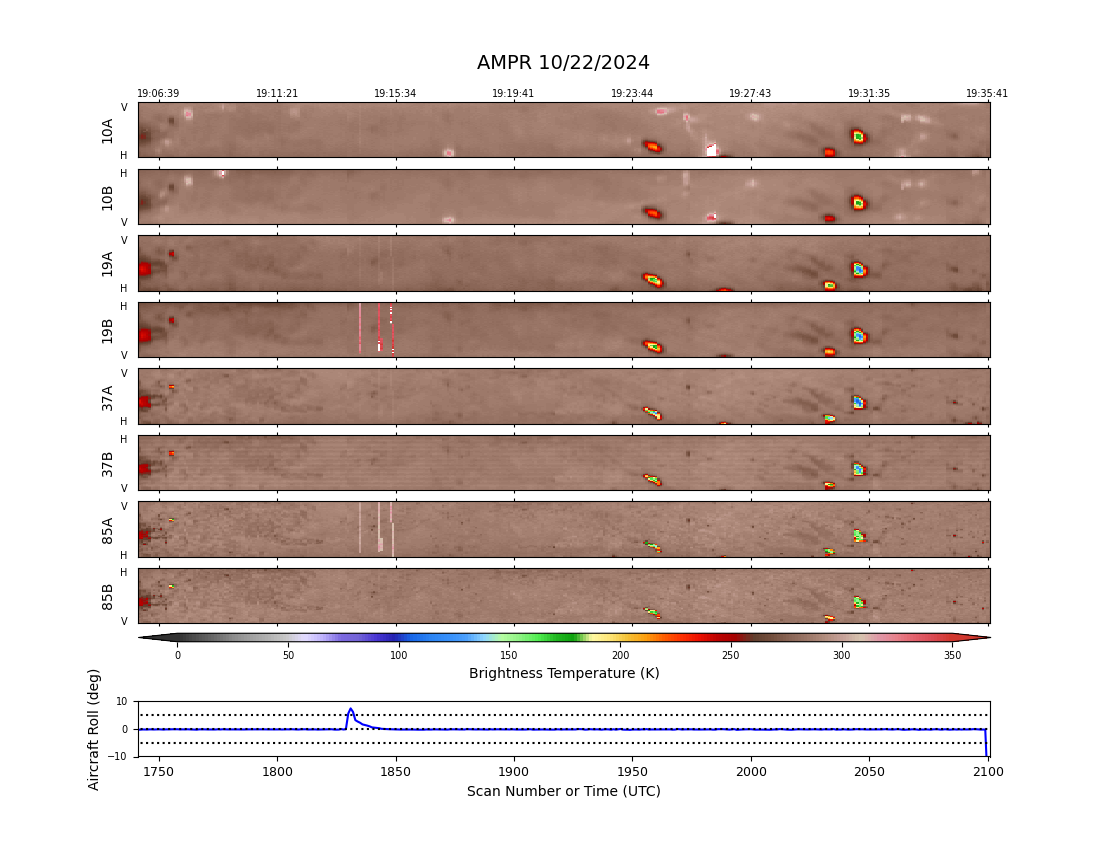 AMPR 10/22/2024
19:06:39 19:11:21 19:15:34 19:19:41 19:23:44 19:27:43 19:31:35 19:35:41
V
10A
H
H
10B
V
V
19A
H
H
19B
V
V
37A
H
H
37B
V
V
85A
H
H
85B
V
0 50 100 150 200 250 300 350
Brightness Temperature (K)
Aircraft Roll (deg)
10
0
−10
1750 1800 1850 1900 1950 2000 2050 2100
Scan Number or Time (UTC)